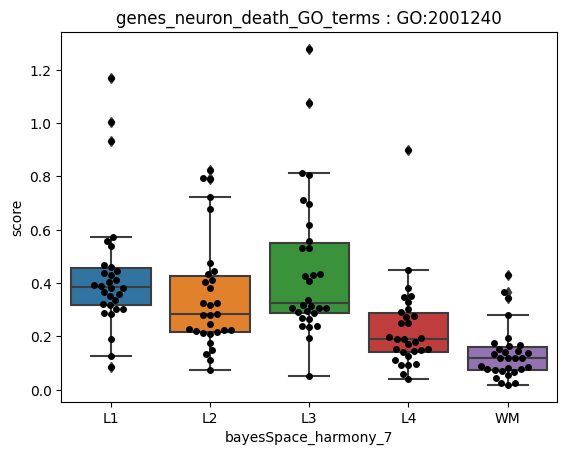 genes_neuron_death_GO_terms : GO:2001240
score
1.2
1.0
0.8
0.6
0.4
0.2
0.0
L1 L2 L3 L4 WM
bayesSpace_harmony_7